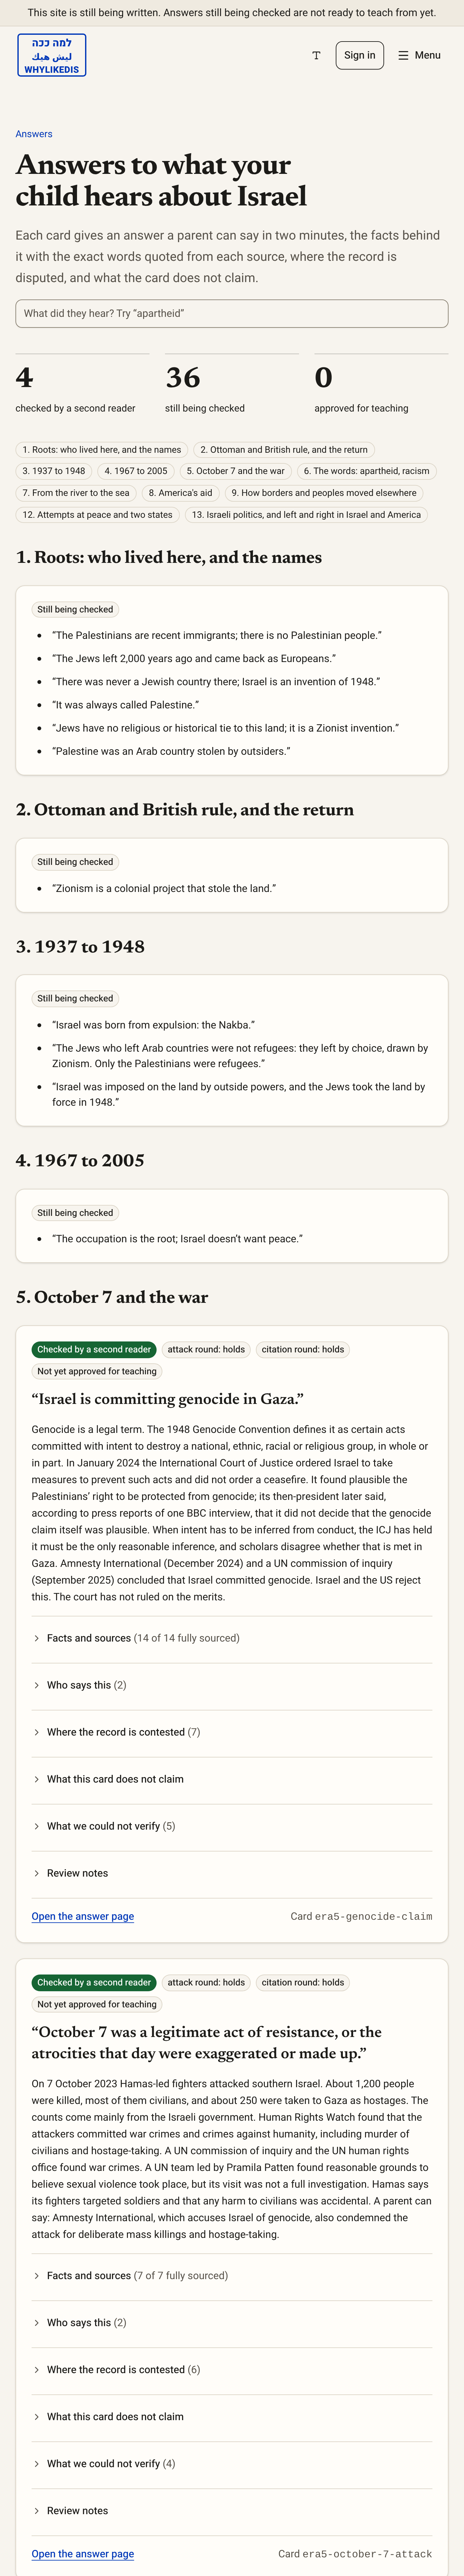 This site is still being written. Answers still being checked are not ready to teach from yet.
למה ככה
ليش هيك
WHYLIKEDIS
T
Sign in
Menu
Answers
Answers to what your
child hears about Israel
Each card gives an answer a parent can say in two minutes, the facts behind
it with the exact words quoted from each source, where the record is
disputed, and what the card does not claim.
What did they hear? Try “apartheid”
4
checked by a second reader
36
still being checked
0
approved for teaching
1. Roots: who lived here, and the names
2. Ottoman and British rule, and the return
3. 1937 to 1948
4. 1967 to 2005
5. October 7 and the war
6. The words: apartheid, racism
7. From the river to the sea
8. America's aid
9. How borders and peoples moved elsewhere
12. Attempts at peace and two states
13. Israeli politics, and left and right in Israel and America
1. Roots: who lived here, and the names
Still being checked
“The Palestinians are recent immigrants; there is no Palestinian people.”
“The Jews left 2,000 years ago and came back as Europeans.”
“There was never a Jewish country there; Israel is an invention of 1948.”
“It was always called Palestine.”
“Jews have no religious or historical tie to this land; it is a Zionist invention.”
“Palestine was an Arab country stolen by outsiders.”
2. Ottoman and British rule, and the return
Still being checked
“Zionism is a colonial project that stole the land.”
3. 1937 to 1948
Still being checked
“Israel was born from expulsion: the Nakba.”
“The Jews who left Arab countries were not refugees: they left by choice, drawn by
Zionism. Only the Palestinians were refugees.”
“Israel was imposed on the land by outside powers, and the Jews took the land by
force in 1948.”
4. 1967 to 2005
Still being checked
“The occupation is the root; Israel doesn’t want peace.”
5. October 7 and the war
Checked by a second reader
attack round: holds
citation round: holds
Not yet approved for teaching
“Israel is committing genocide in Gaza.”
Genocide is a legal term. The 1948 Genocide Convention defines it as certain acts
committed with intent to destroy a national, ethnic, racial or religious group, in whole or
in part. In January 2024 the International Court of Justice ordered Israel to take
measures to prevent such acts and did not order a ceasefire. It found plausible the
Palestinians’ right to be protected from genocide; its then-president later said,
according to press reports of one BBC interview, that it did not decide that the genocide
claim itself was plausible. When intent has to be inferred from conduct, the ICJ has held
it must be the only reasonable inference, and scholars disagree whether that is met in
Gaza. Amnesty International (December 2024) and a UN commission of inquiry
(September 2025) concluded that Israel committed genocide. Israel and the US reject
this. The court has not ruled on the merits.
Facts and sources (14 of 14 fully sourced)
Who says this (2)
Where the record is contested (7)
What this card does not claim
What we could not verify (5)
Review notes
Open the answer page
Card era5-genocide-claim
Checked by a second reader
attack round: holds
citation round: holds
Not yet approved for teaching
“October 7 was a legitimate act of resistance, or the
atrocities that day were exaggerated or made up.”
On 7 October 2023 Hamas-led fighters attacked southern Israel. About 1,200 people
were killed, most of them civilians, and about 250 were taken to Gaza as hostages. The
counts come mainly from the Israeli government. Human Rights Watch found that the
attackers committed war crimes and crimes against humanity, including murder of
civilians and hostage-taking. A UN commission of inquiry and the UN human rights
office found war crimes. A UN team led by Pramila Patten found reasonable grounds to
believe sexual violence took place, but its visit was not a full investigation. Hamas says
its fighters targeted soldiers and that any harm to civilians was accidental. A parent can
say: Amnesty International, which accuses Israel of genocide, also condemned the
attack for deliberate mass killings and hostage-taking.
Facts and sources (7 of 7 fully sourced)
Who says this (2)
Where the record is contested (6)
What this card does not claim
What we could not verify (4)
Review notes
Open the answer page
Card era5-october-7-attack